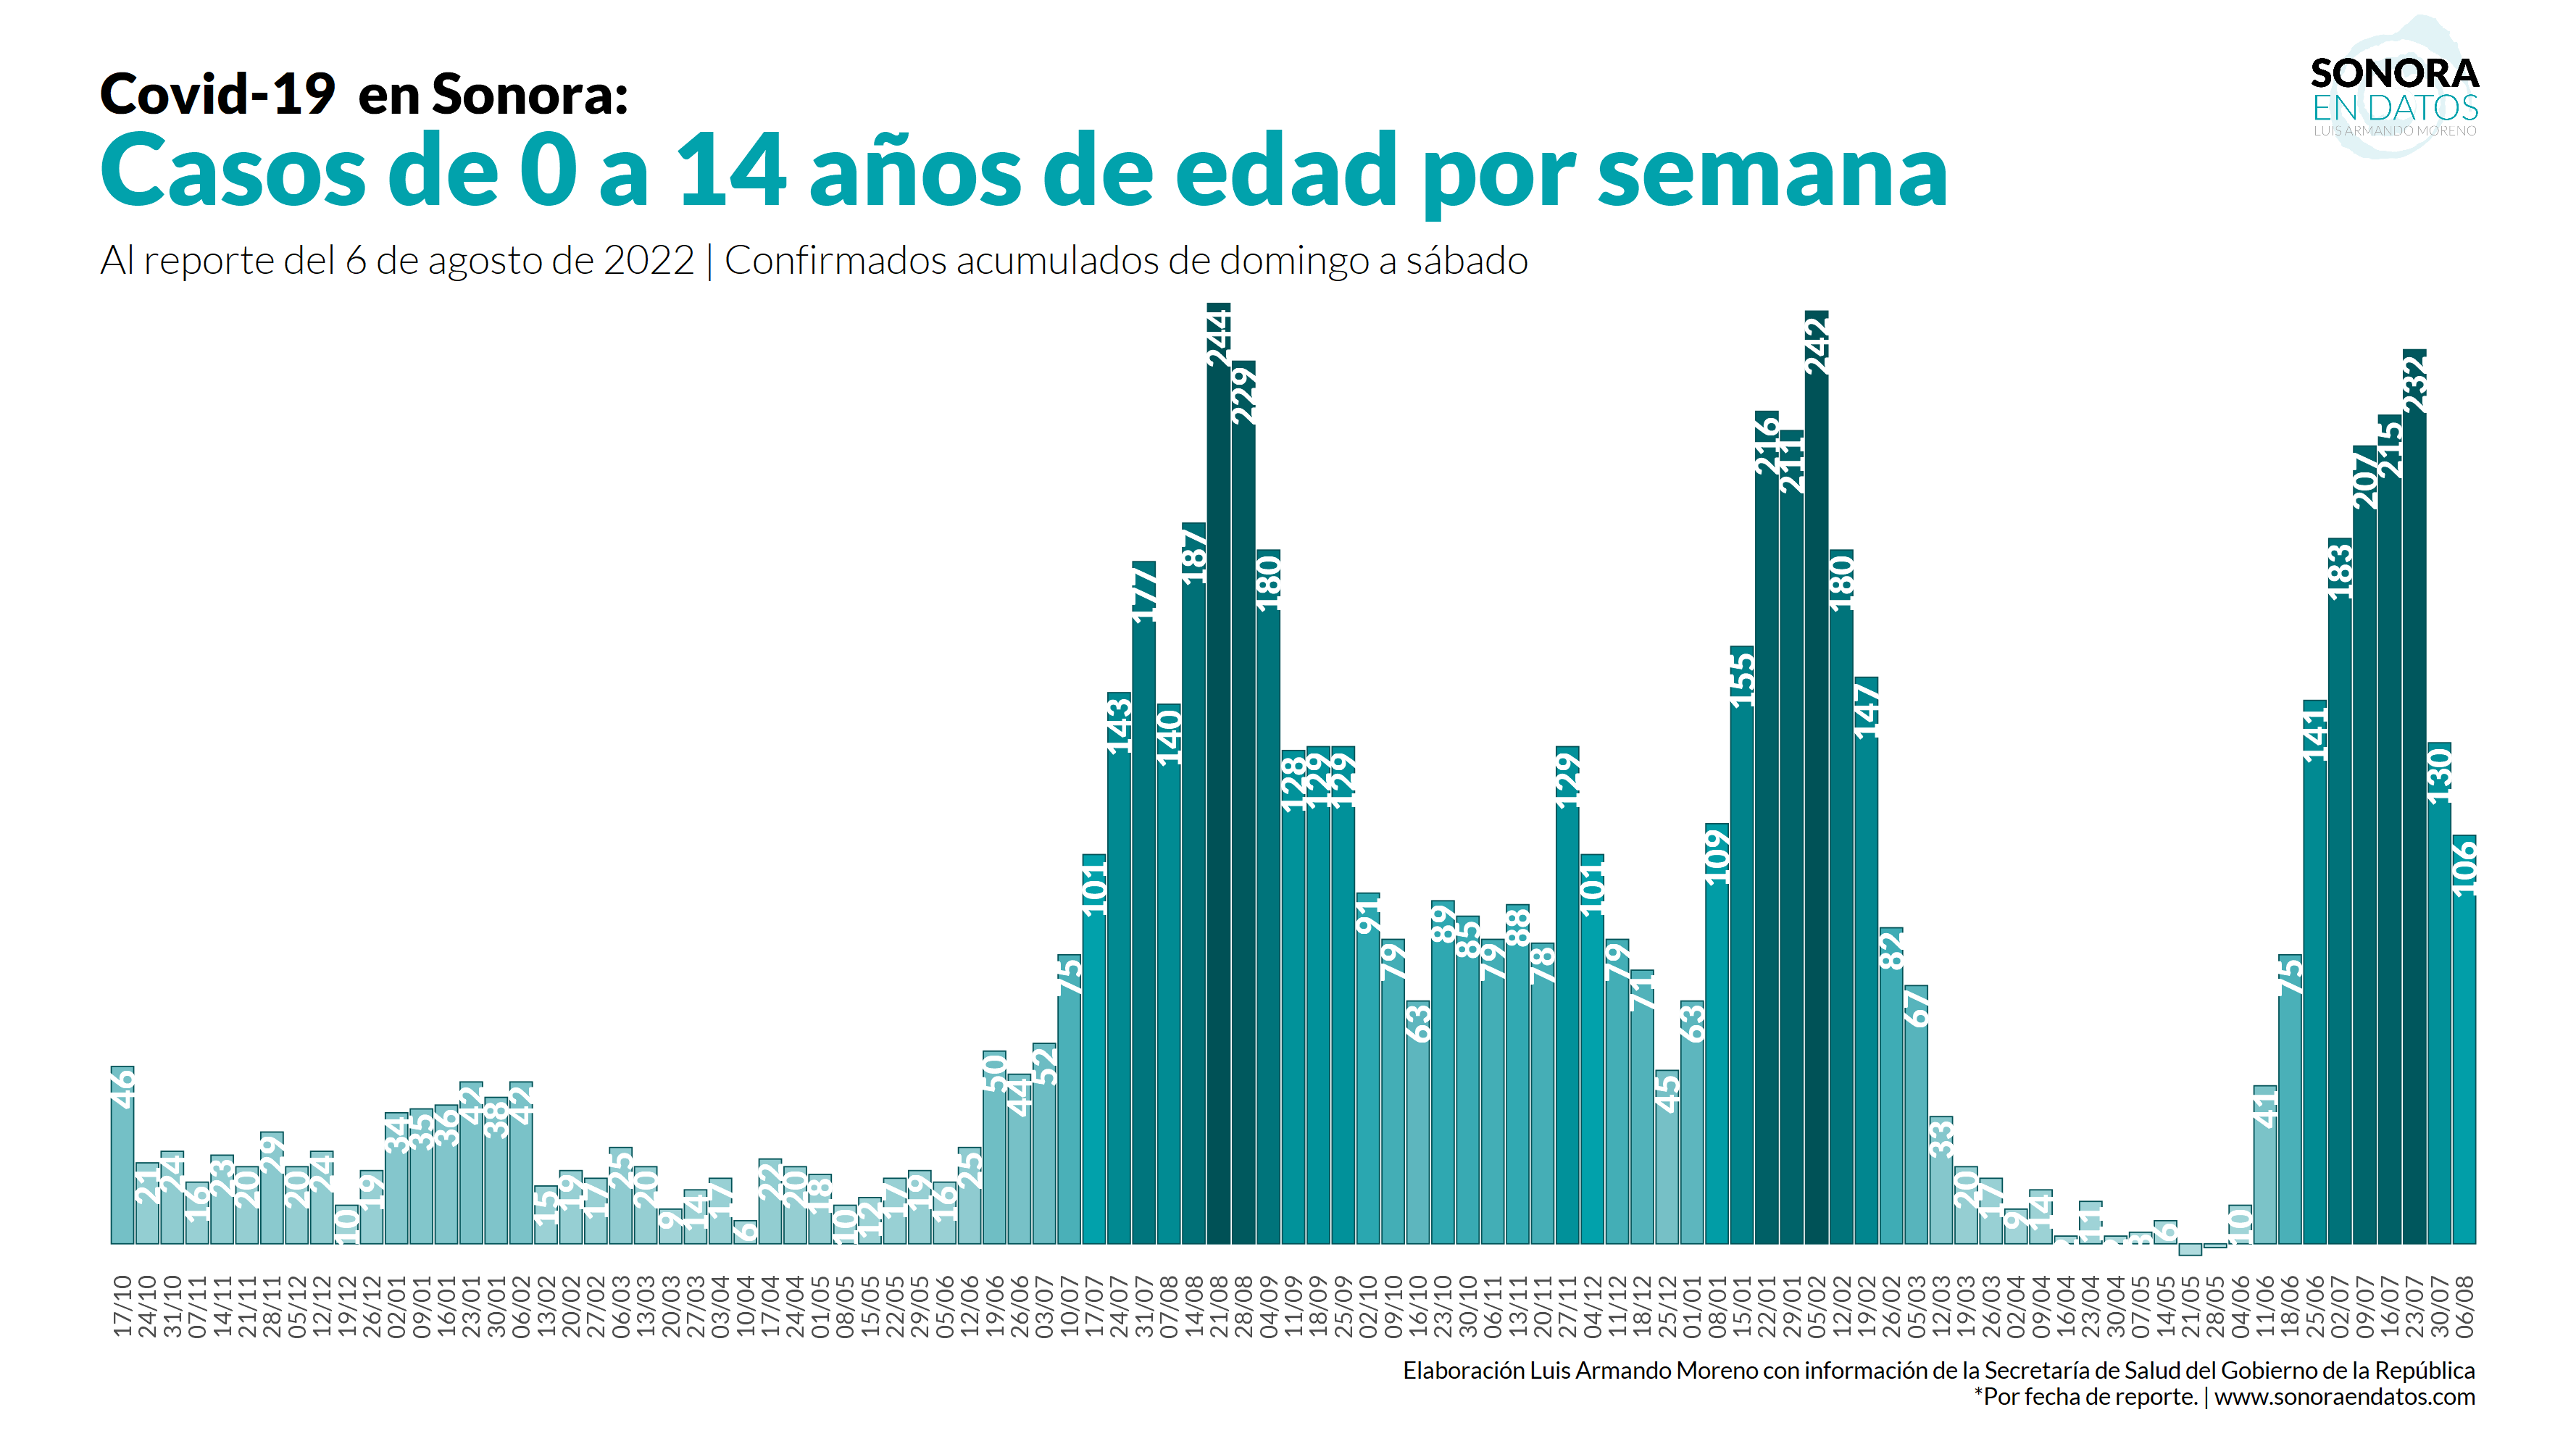 SONORA
EN DATOS
LUIS ARMANDO MORENO
Covid-19 en Sonora:
Casos de 0 a 14 años de edad por semana
Al reporte del 6 de agosto de 2022 | Confirmados acumulados de domingo a sábado
46 21 24 16 23 20 29 20 24 10 19 34 35 36 42 38 42 15 19 17 25 20 9 14 17 6 22 20 18 10 12 17 19 16 25 50 44 52 75 101 143 177 140 187 244 229 180 128 129 129 91 79 63 89 85 79 88 78 129 101 79 71 45 63 109 155 216 211 242 180 147 82 67 33 20 17 9 14 11 6 10 41 75 141 183 207 215 232 130 106
17/10 24/10 31/10 07/11 14/11 21/11 28/11 05/12 12/12 19/12 26/12 02/01 09/01 16/01 23/01 30/01 06/02 13/02 20/02 27/02 06/03 13/03 20/03 27/03 03/04 10/04 17/04 24/04 01/05 08/05 15/05 22/05 29/05 05/06 12/06 19/06 26/06 03/07 10/07 17/07 24/07 31/07 07/08 14/08 21/08 28/08 04/09 11/09 18/09 25/09 02/10 09/10 16/10 23/10 30/10 06/11 13/11 20/11 27/11 04/12 11/12 18/12 25/12 01/01 08/01 15/01 22/01 29/01 05/02 12/02 19/02 26/02 05/03 12/03 19/03 26/03 02/04 09/04 16/04 23/04 30/04 07/05 14/05 21/05 28/05 04/06 11/06 18/06 25/06 02/07 09/07 16/07 23/07 30/07 06/08
Elaboración Luis Armando Moreno con información de la Secretaría de Salud del Gobierno de la República
*Por fecha de reporte. | www.sonoraendatos.com